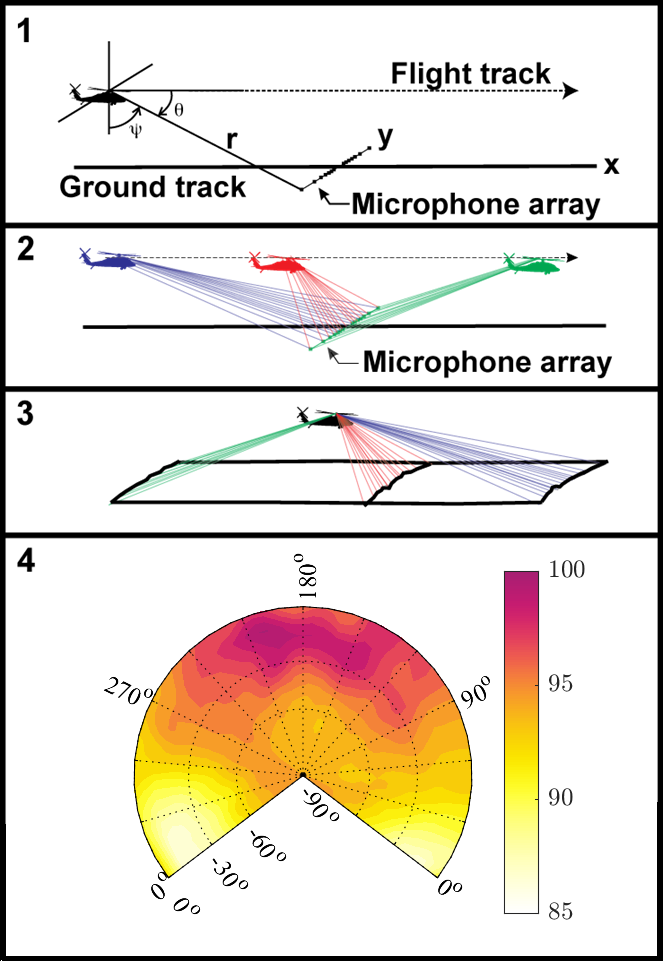 1
Flight track
θ
ψ
r
y
x
Ground track
Microphone array
2
Microphone array
3
4
180°
100
270°
95
90°
-90°
90
-60°
-30°
0°
0°
0°
85